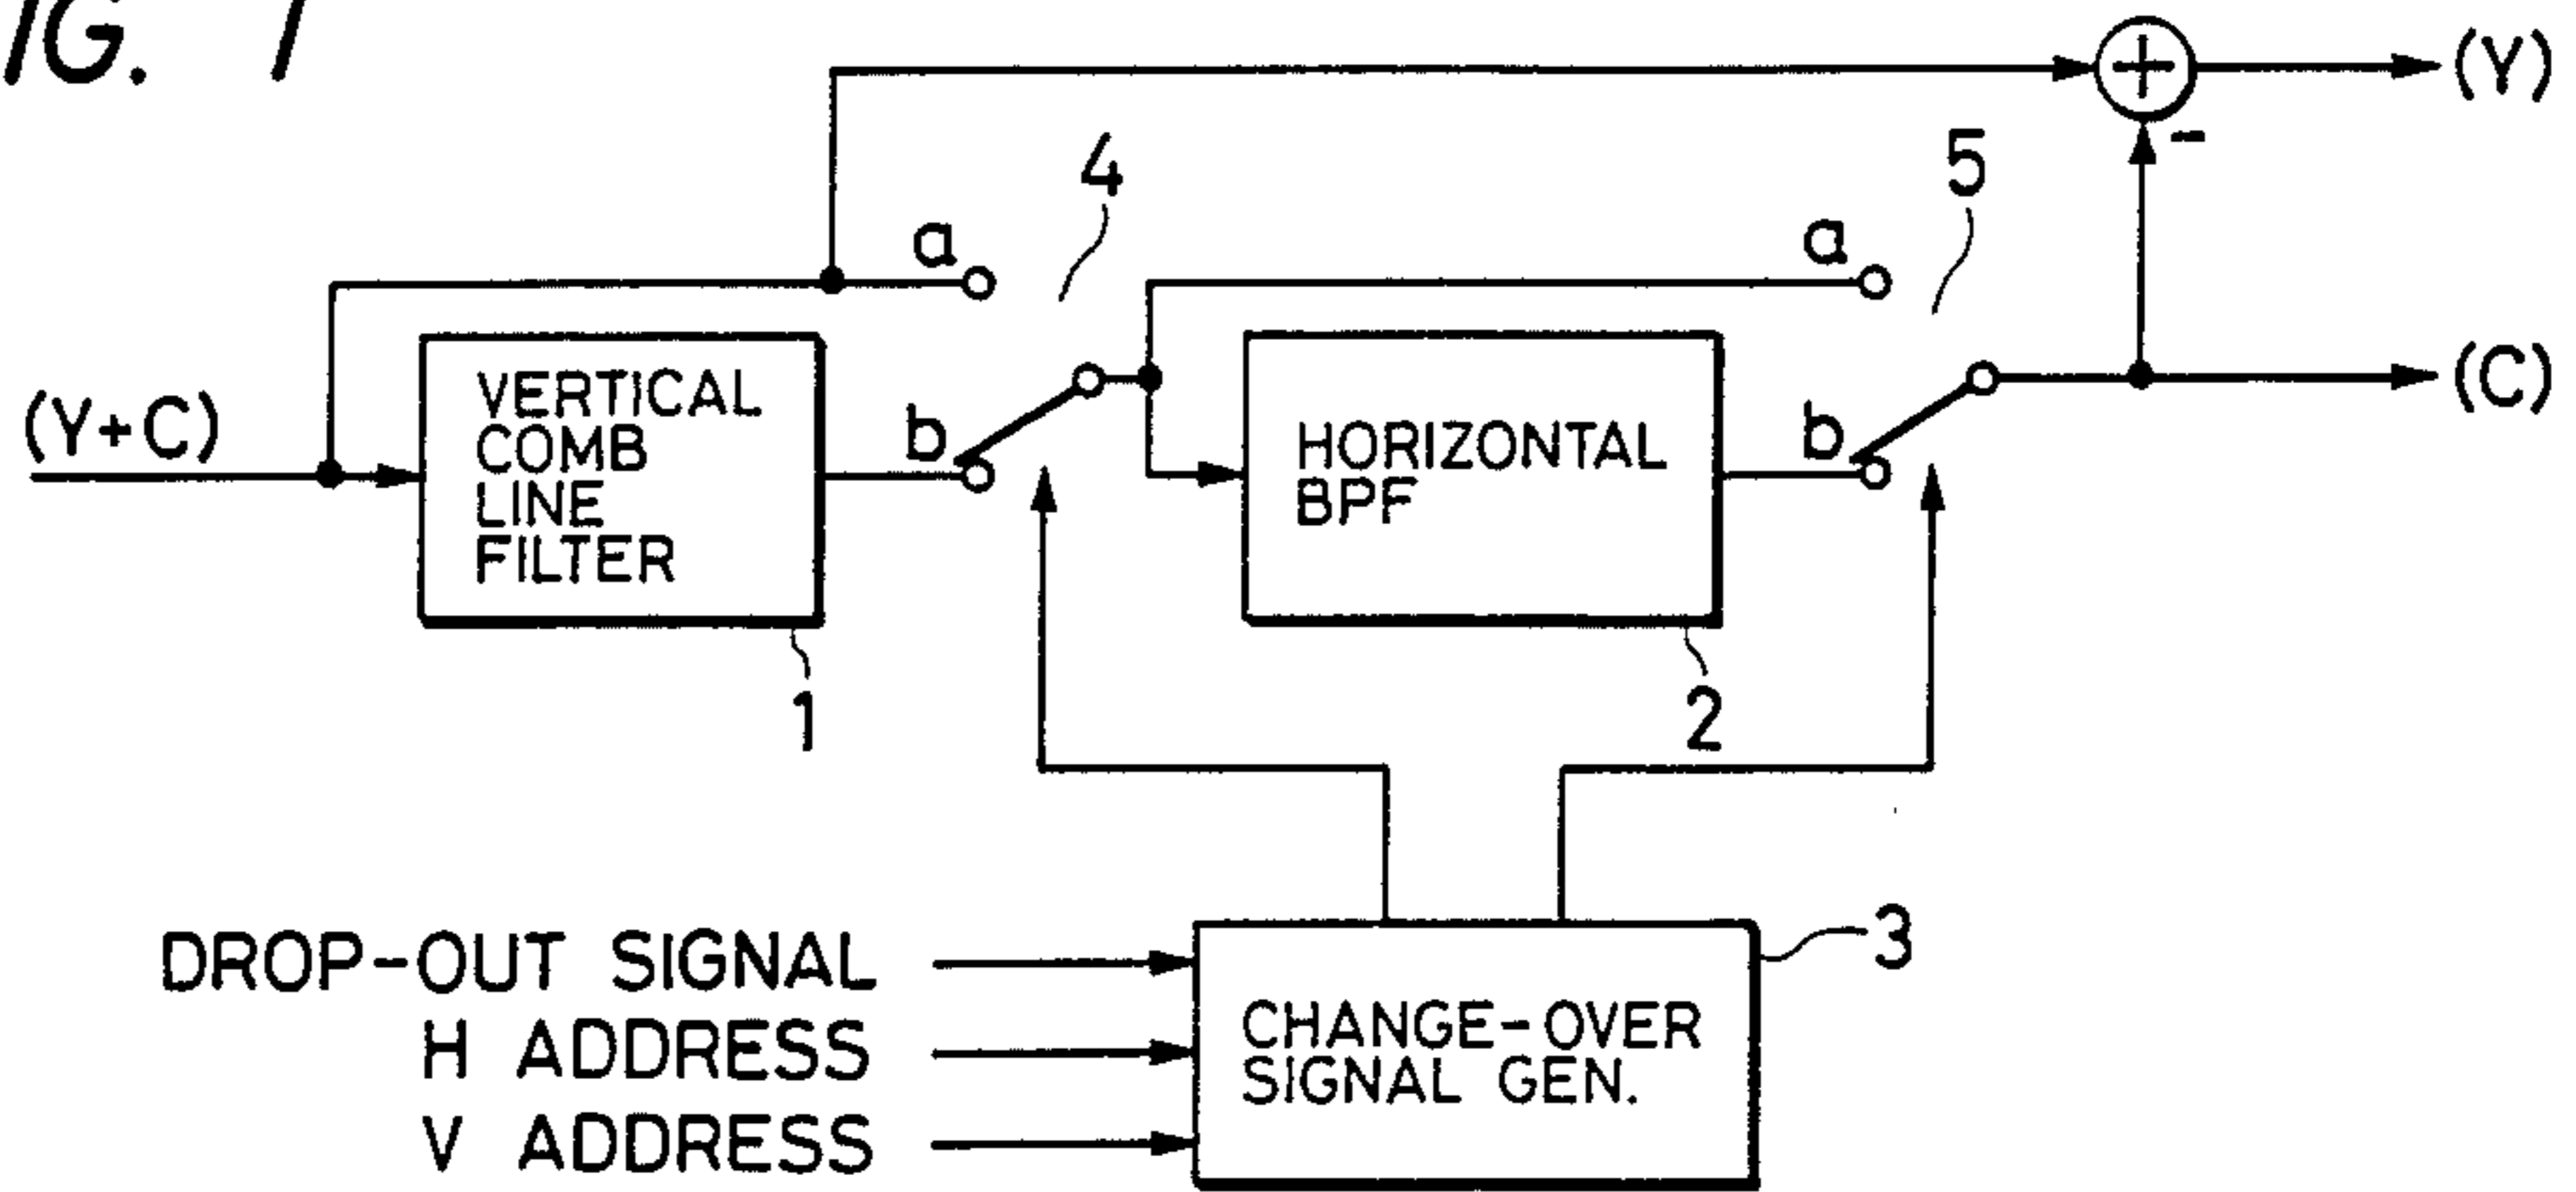 IG. 1
(Y)
4
5
a
a
(Y+C)
VERTICAL
COMB
LINE
FILTER
b
HORIZONTAL
BPF
b
-
(C)
1
2
DROP-OUT SIGNAL
H ADDRESS
V ADDRESS
CHANGE-OVER
SIGNAL GEN.
3